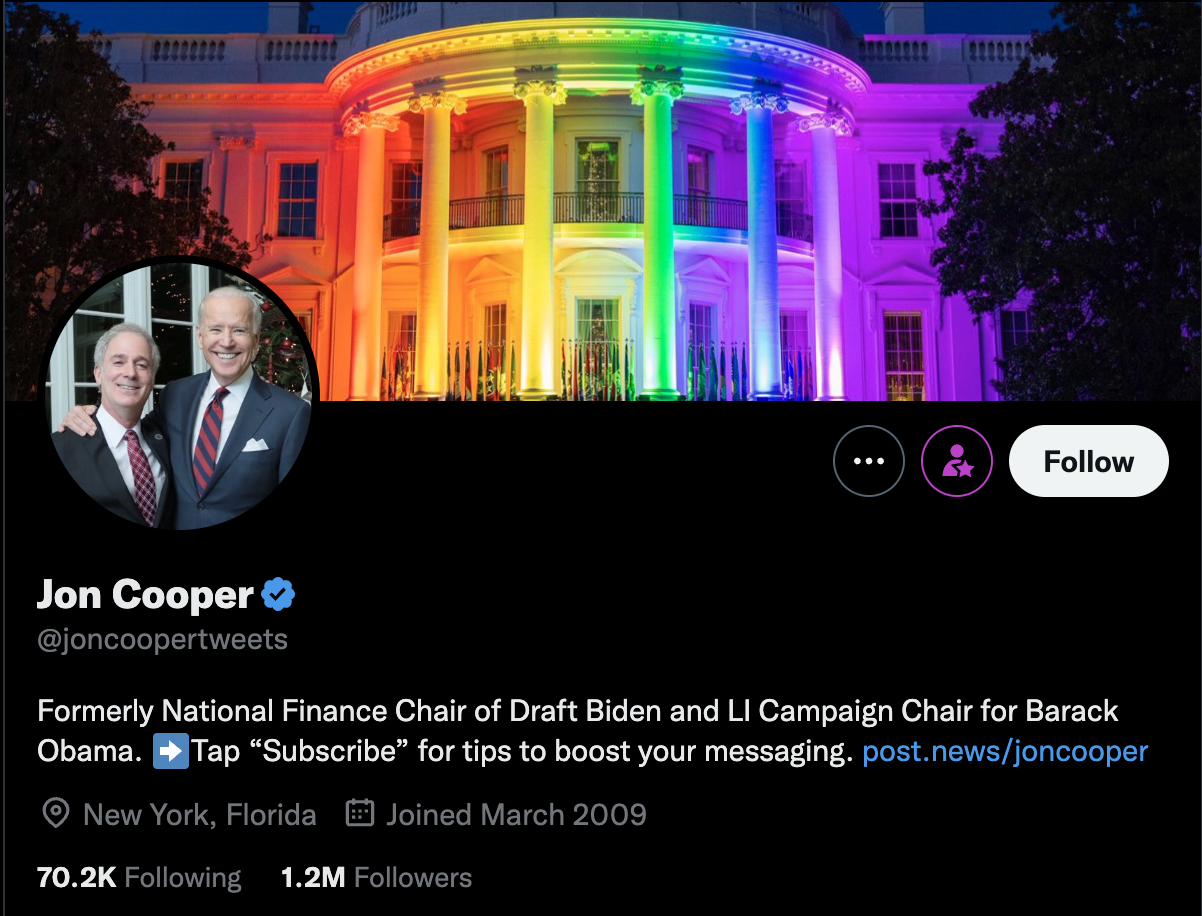 Follow
Jon Cooper
@joncoopertweets
Formerly National Finance Chair of Draft Biden and LI Campaign Chair for Barack
Obama. ➡️Tap “Subscribe” for tips to boost your messaging. post.news/joncooper
New York, Florida Joined March 2009
70.2K Following 1.2M Followers